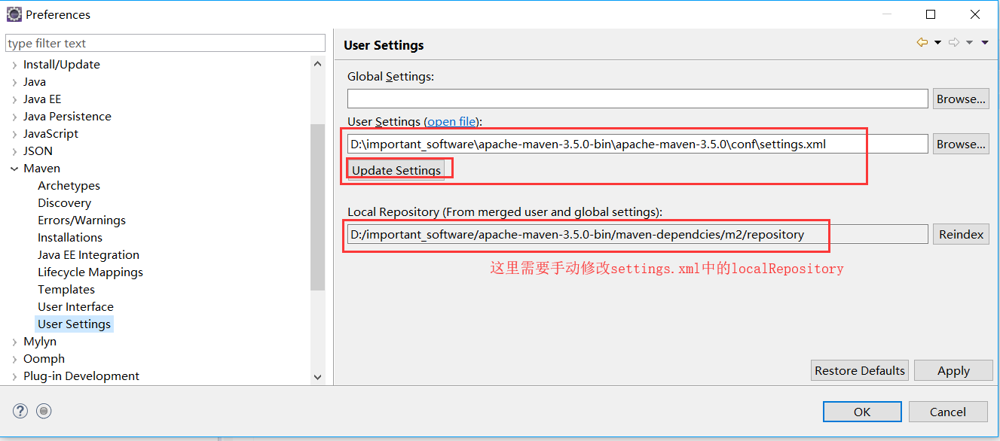 Preferences
type filter text
Install/Update
Java
Java EE
Java Persistence
JavaScript
JSON
Maven
Archetypes
Discovery
Errors/Warnings
Installations
Java EE Integration
Lifecycle Mappings
Templates
User Interface
User Settings
Mylyn
Oomph
Plug-in Development
User Settings
Global Settings:
Browse...
User Settings (open file):
D:\important_software\apache-maven-3.5.0-bin\apache-maven-3.5.0\conf\settings.xml
Browse...
Update Settings
Local Repository (From merged user and global settings):
D:/important_software/apache-maven-3.5.0-bin/maven-dependcies/m2/repository
Reindex
这里需要手动修改settings.xml中的localRepository
Restore Defaults
Apply
?
OK
Cancel